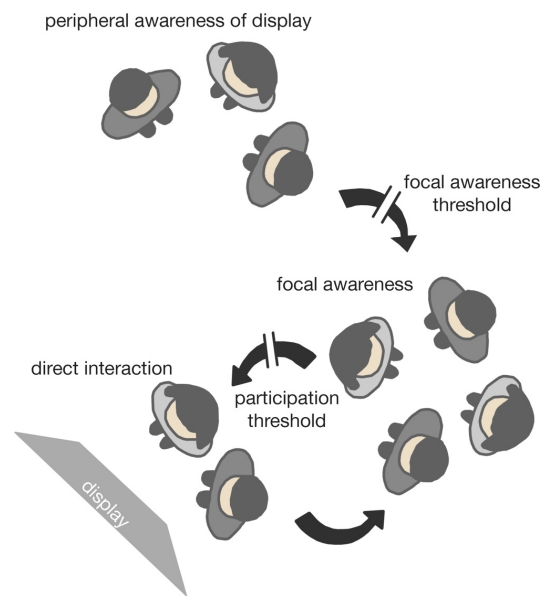 peripheral awareness of display
focal awareness
threshold
focal awareness
direct interaction
participation
threshold
display